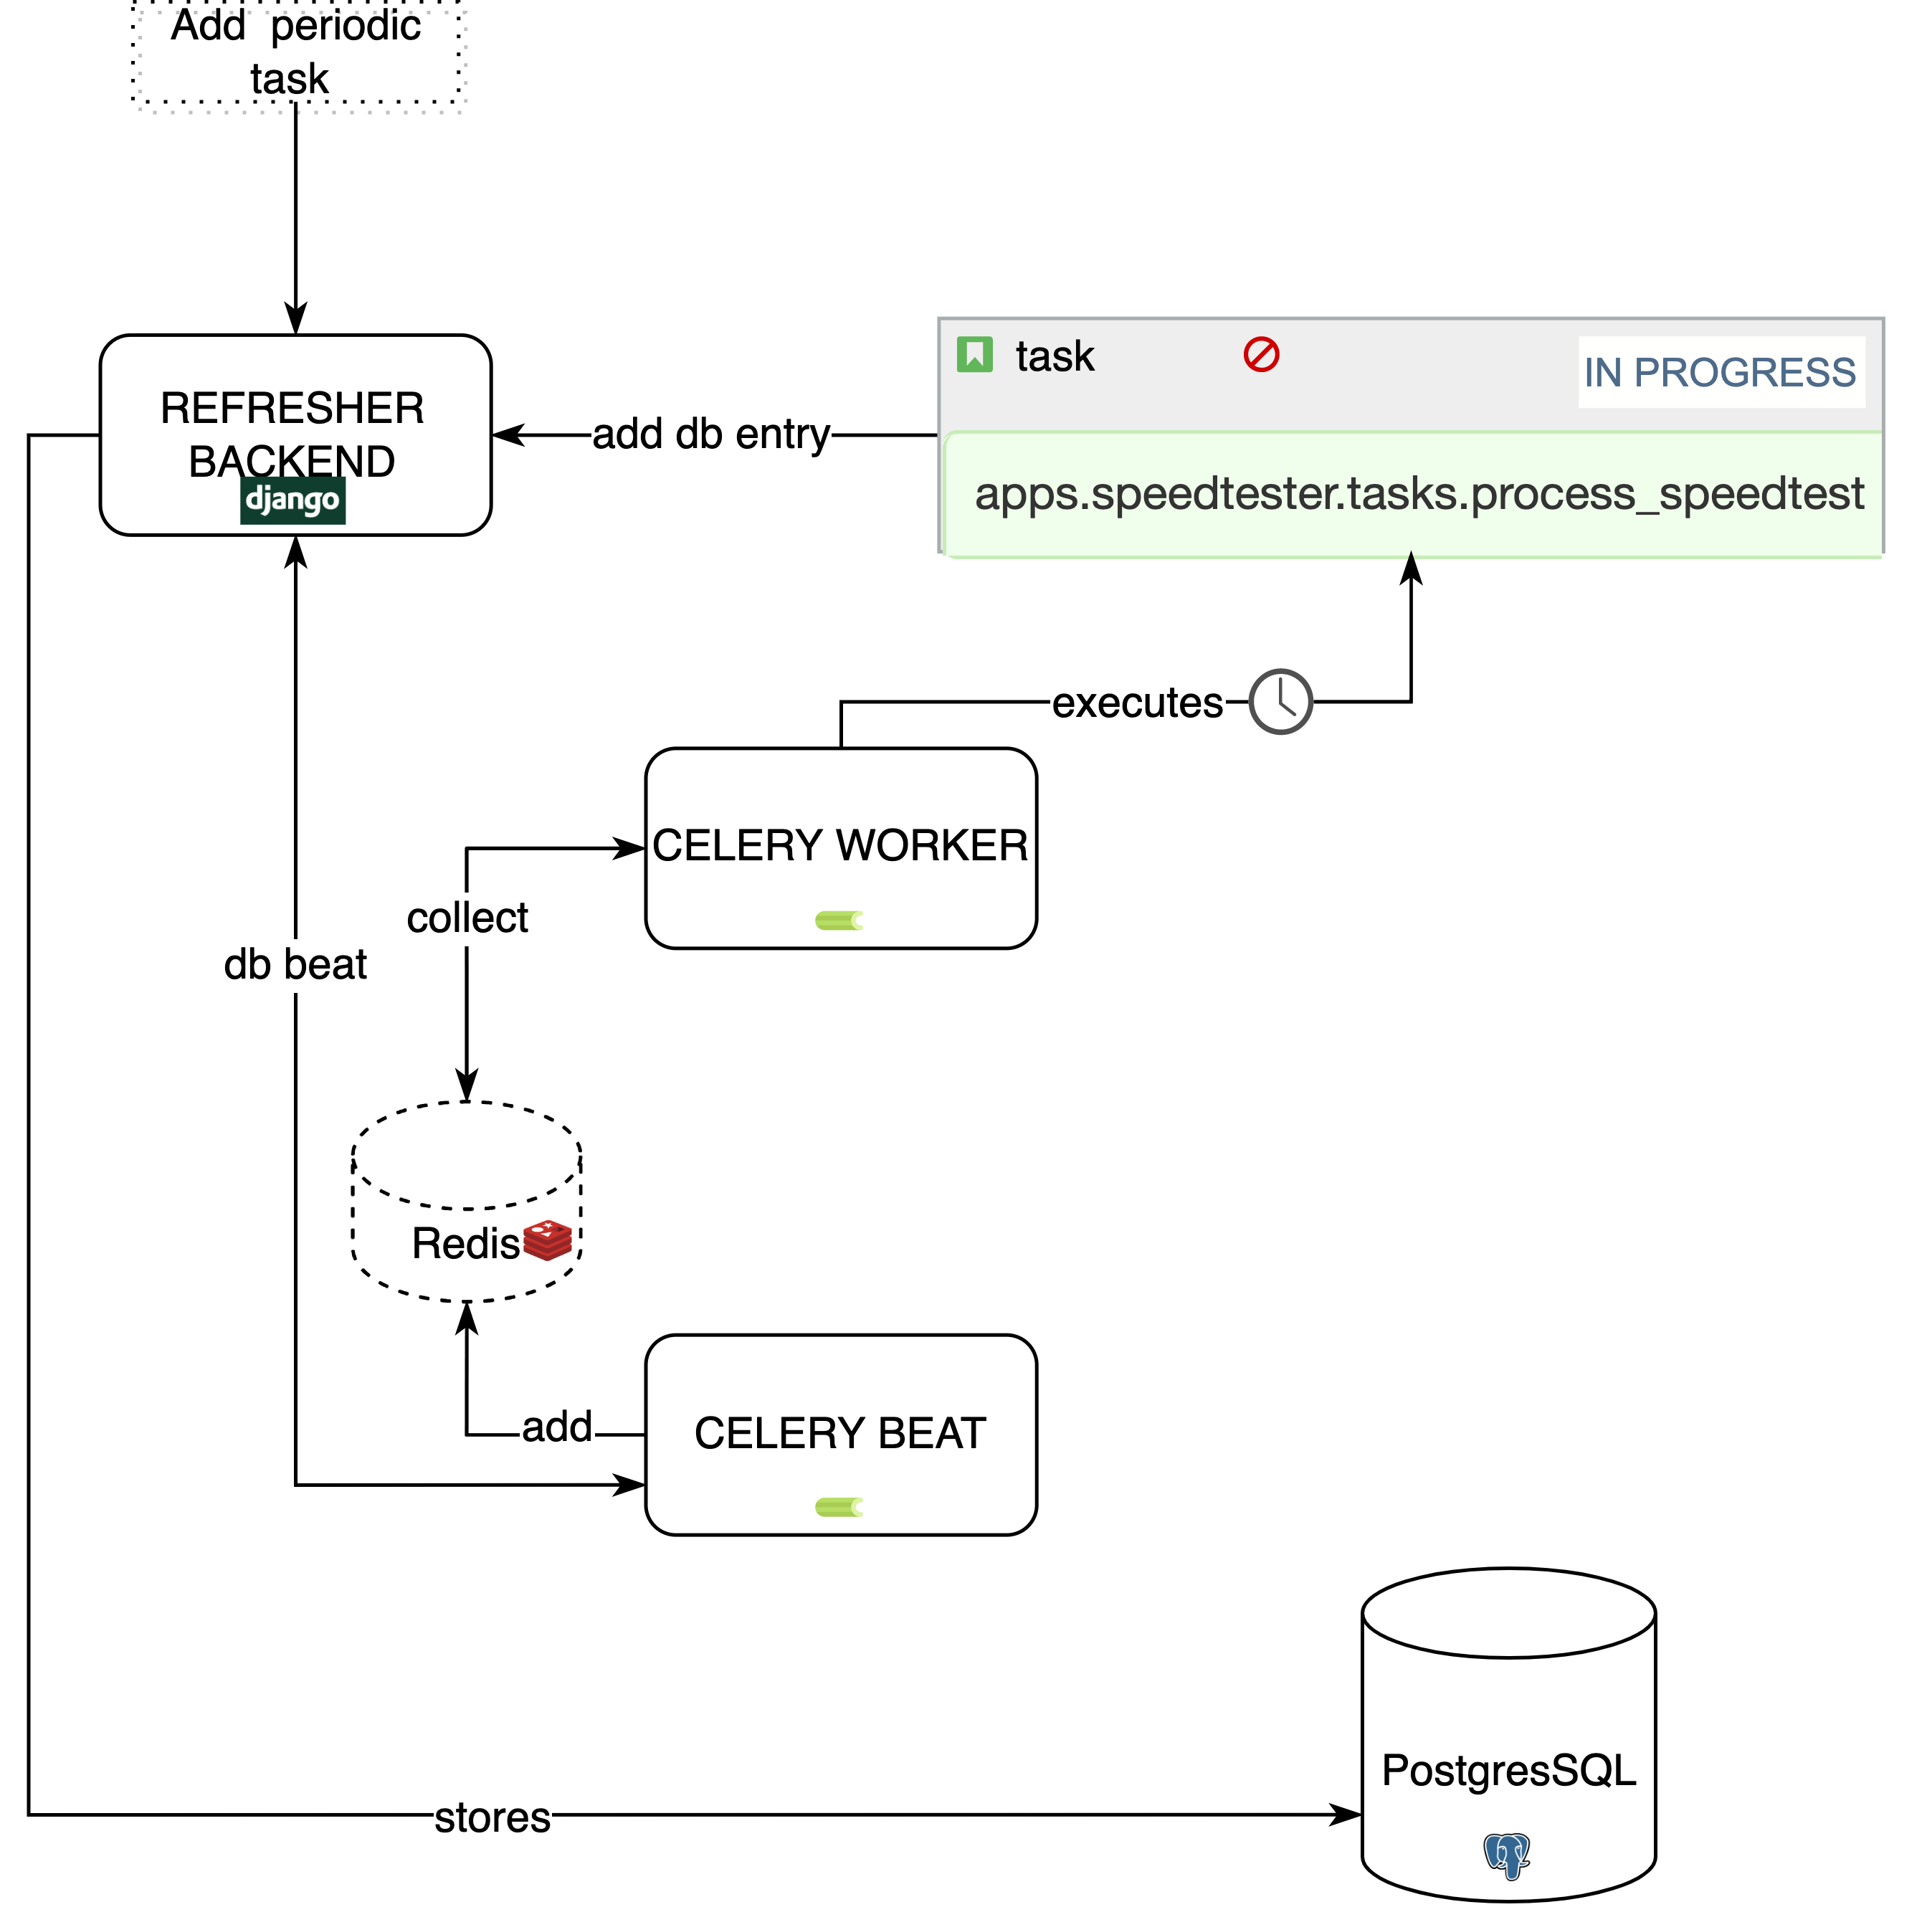 Add periodic
task
REFRESHER
BACKEND
django
add db entry
task
IN PROGRESS
apps.speedtester.tasks.process_speedtest
executes
CELERY WORKER
collect
db beat
Redis
add
CELERY BEAT
PostgresSQL
stores